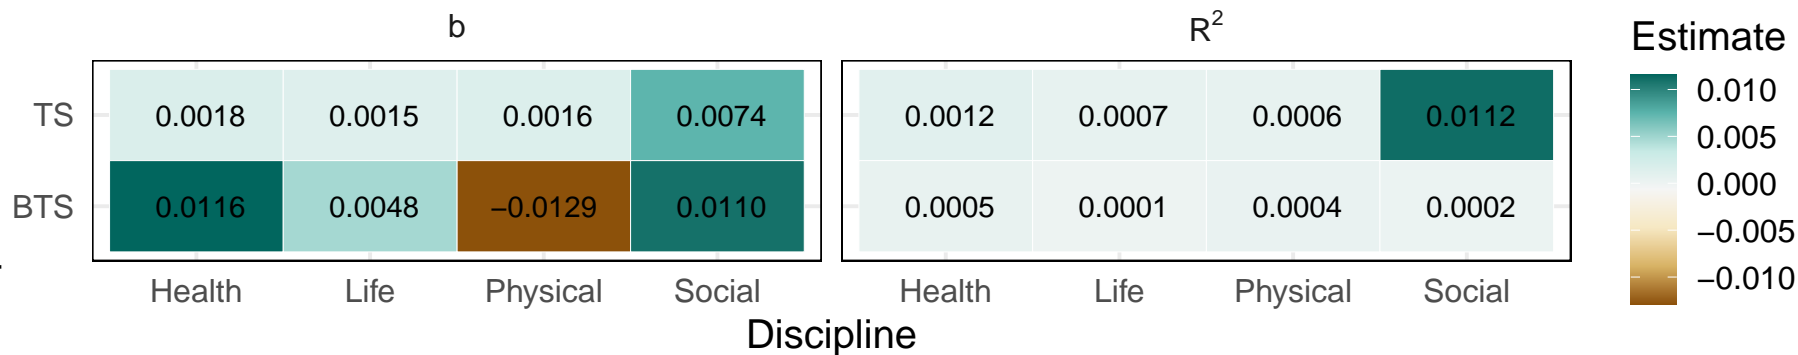 b
R²
Estimate
TS
0.0018 0.0015 0.0016 0.0074
0.0012 0.0007 0.0006 0.0112
BTS
0.0116 0.0048 −0.0129 0.0110
0.0005 0.0001 0.0004 0.0002
Health Life Physical Social
Health Life Physical Social
Discipline
0.010
0.005
0.000
−0.005
−0.010